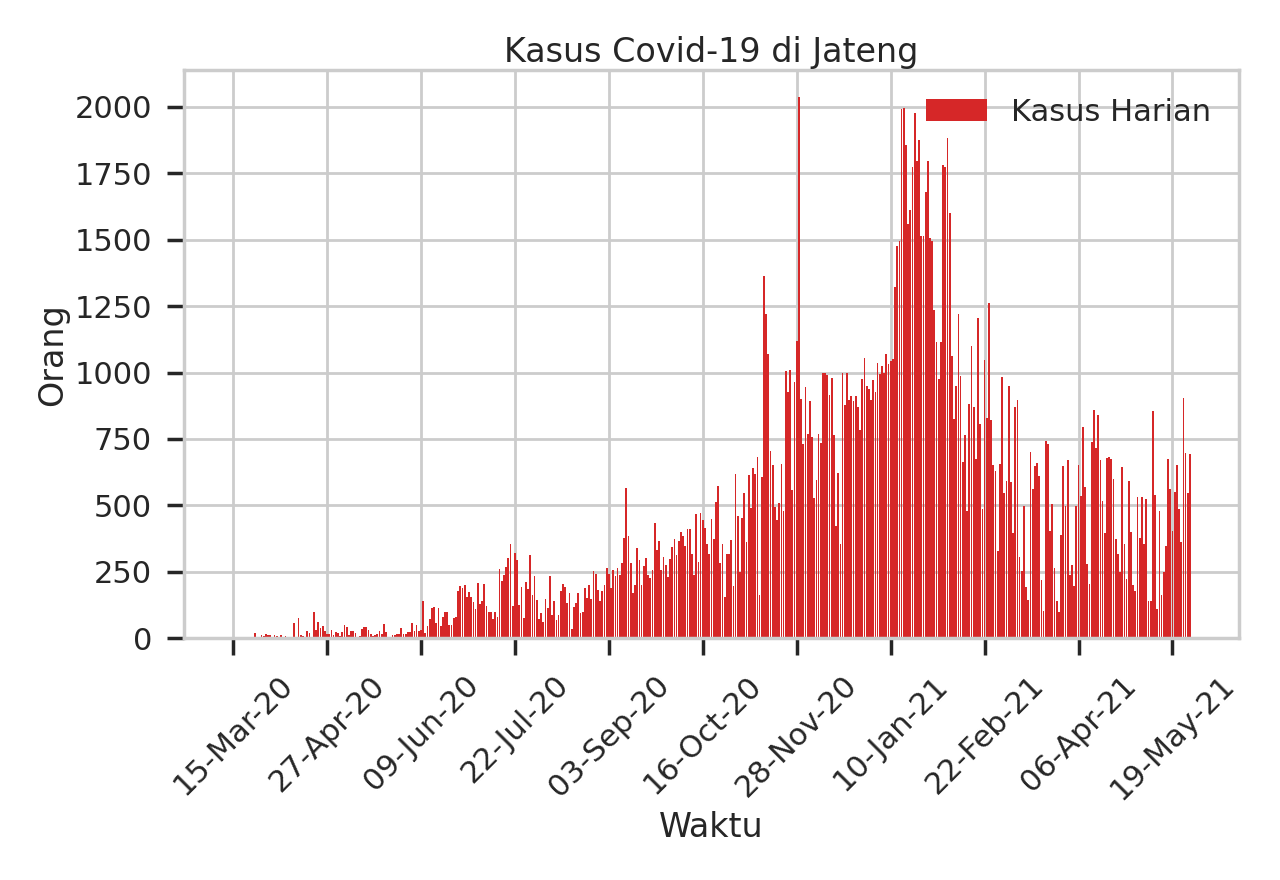 Kasus Covid-19 di Jateng
Kasus Harian
Orang
2000
1750
1500
1250
1000
750
500
250
0
15-Mar-20
27-Apr-20
09-Jun-20
22-Jul-20
03-Sep-20
16-Oct-20
28-Nov-20
10-Jan-21
22-Feb-21
06-Apr-21
19-May-21
Waktu